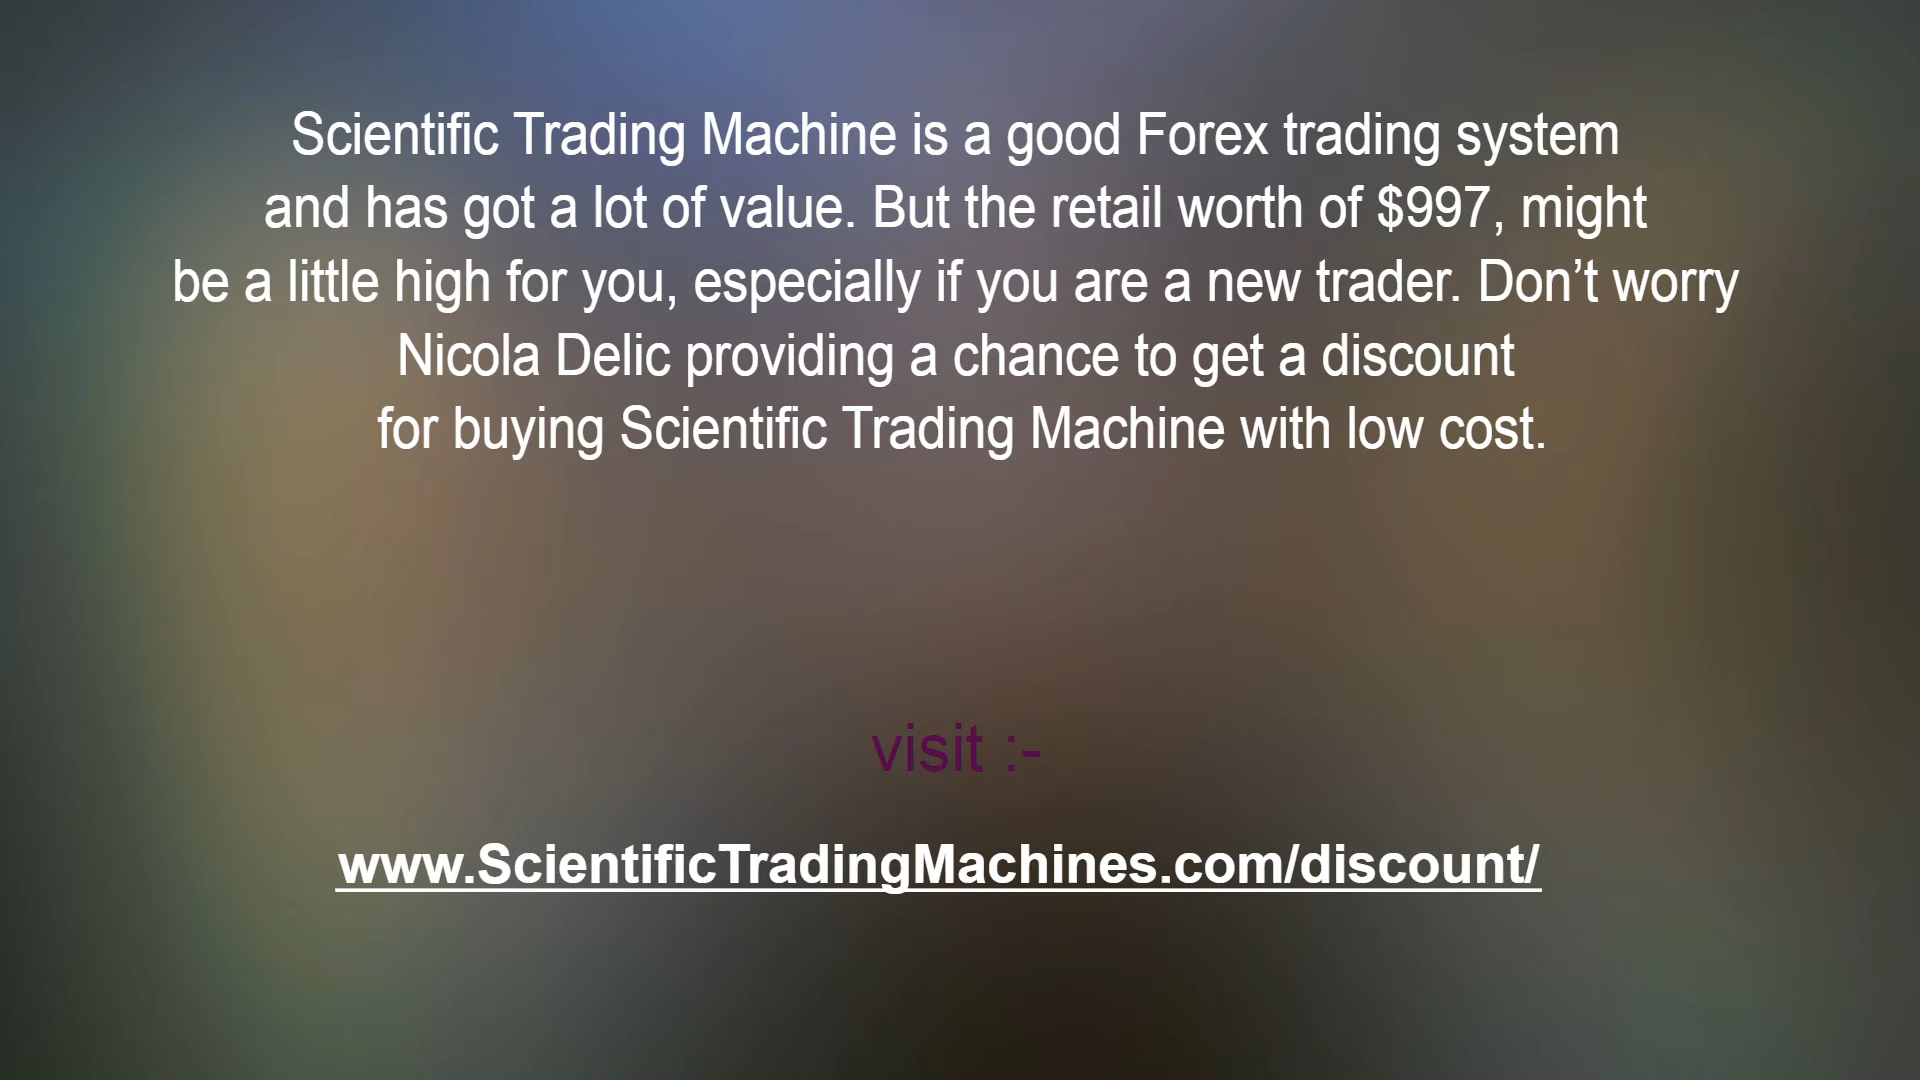 Scientific Trading Machine is a good Forex trading system
and has got a lot of value. But the retail worth of $997, might
be a little high for you, especially if you are a new trader. Don’t worry
Nicola Delic providing a chance to get a discount
for buying Scientific Trading Machine with low cost.
visit :-
www.ScientificTradingMachines.com/discount/